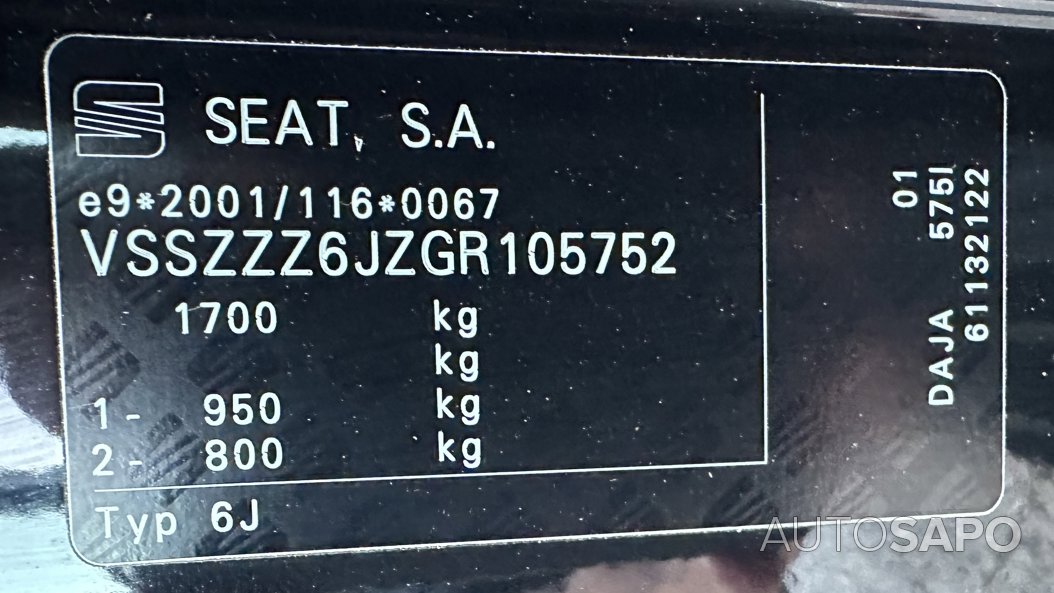 SEAT, S.A.
e9*2001/116*0067
VSSZZZ6JZGR105752
1700 kg
kg
1- 950 kg
2- 800 kg
Typ 6J
01
DAJA 575I
61132122
AUTOSAPO